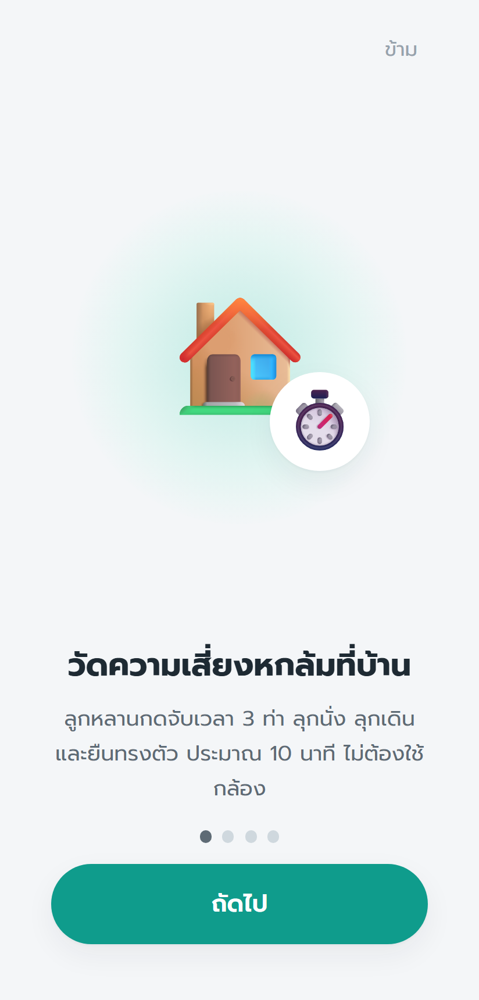 ข้าม
วัดความเสี่ยงหกล้มที่บ้าน
ลูกหลานกดจับเวลา 3 ท่า ลุกนั่ง ลุกเดิน
และยืนทรงตัว ประมาณ 10 นาที ไม่ต้องใช้
กล้อง
ถัดไป